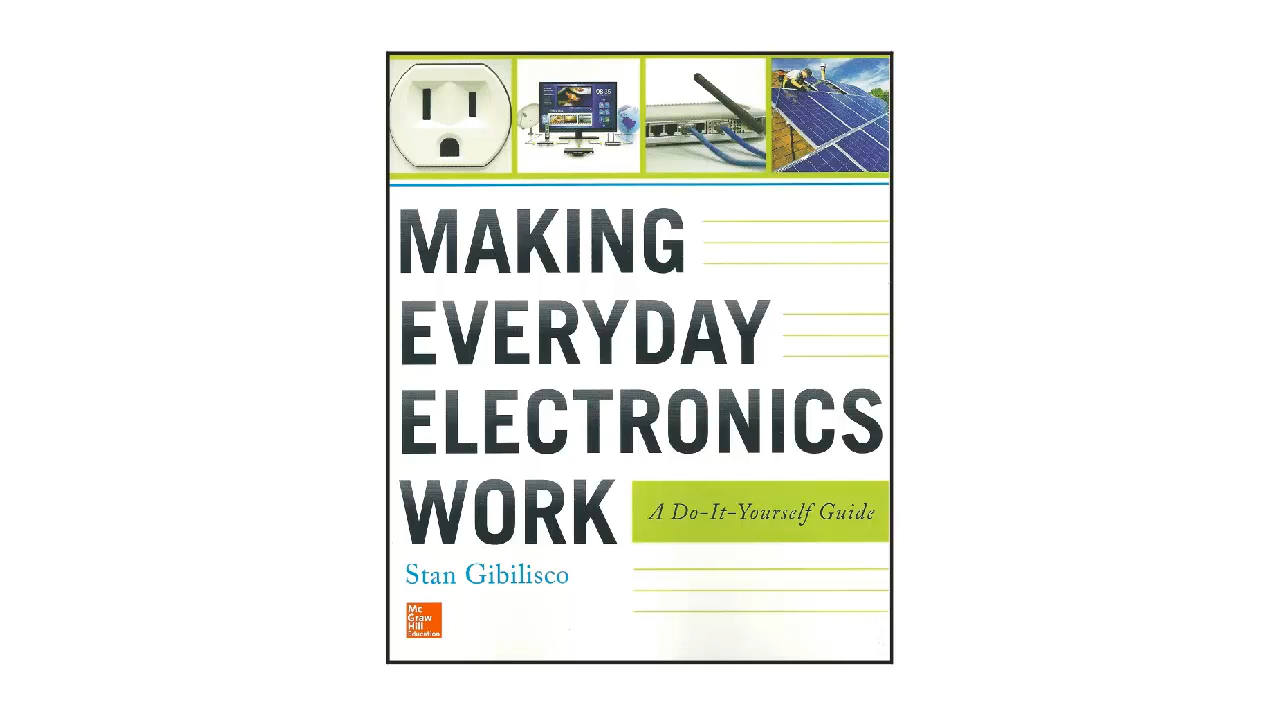 MAKING
EVERYDAY
ELECTRONICS
WORK
A Do-It-Yourself Guide
Stan Gibilisco
Mc
Graw
Hill
Education